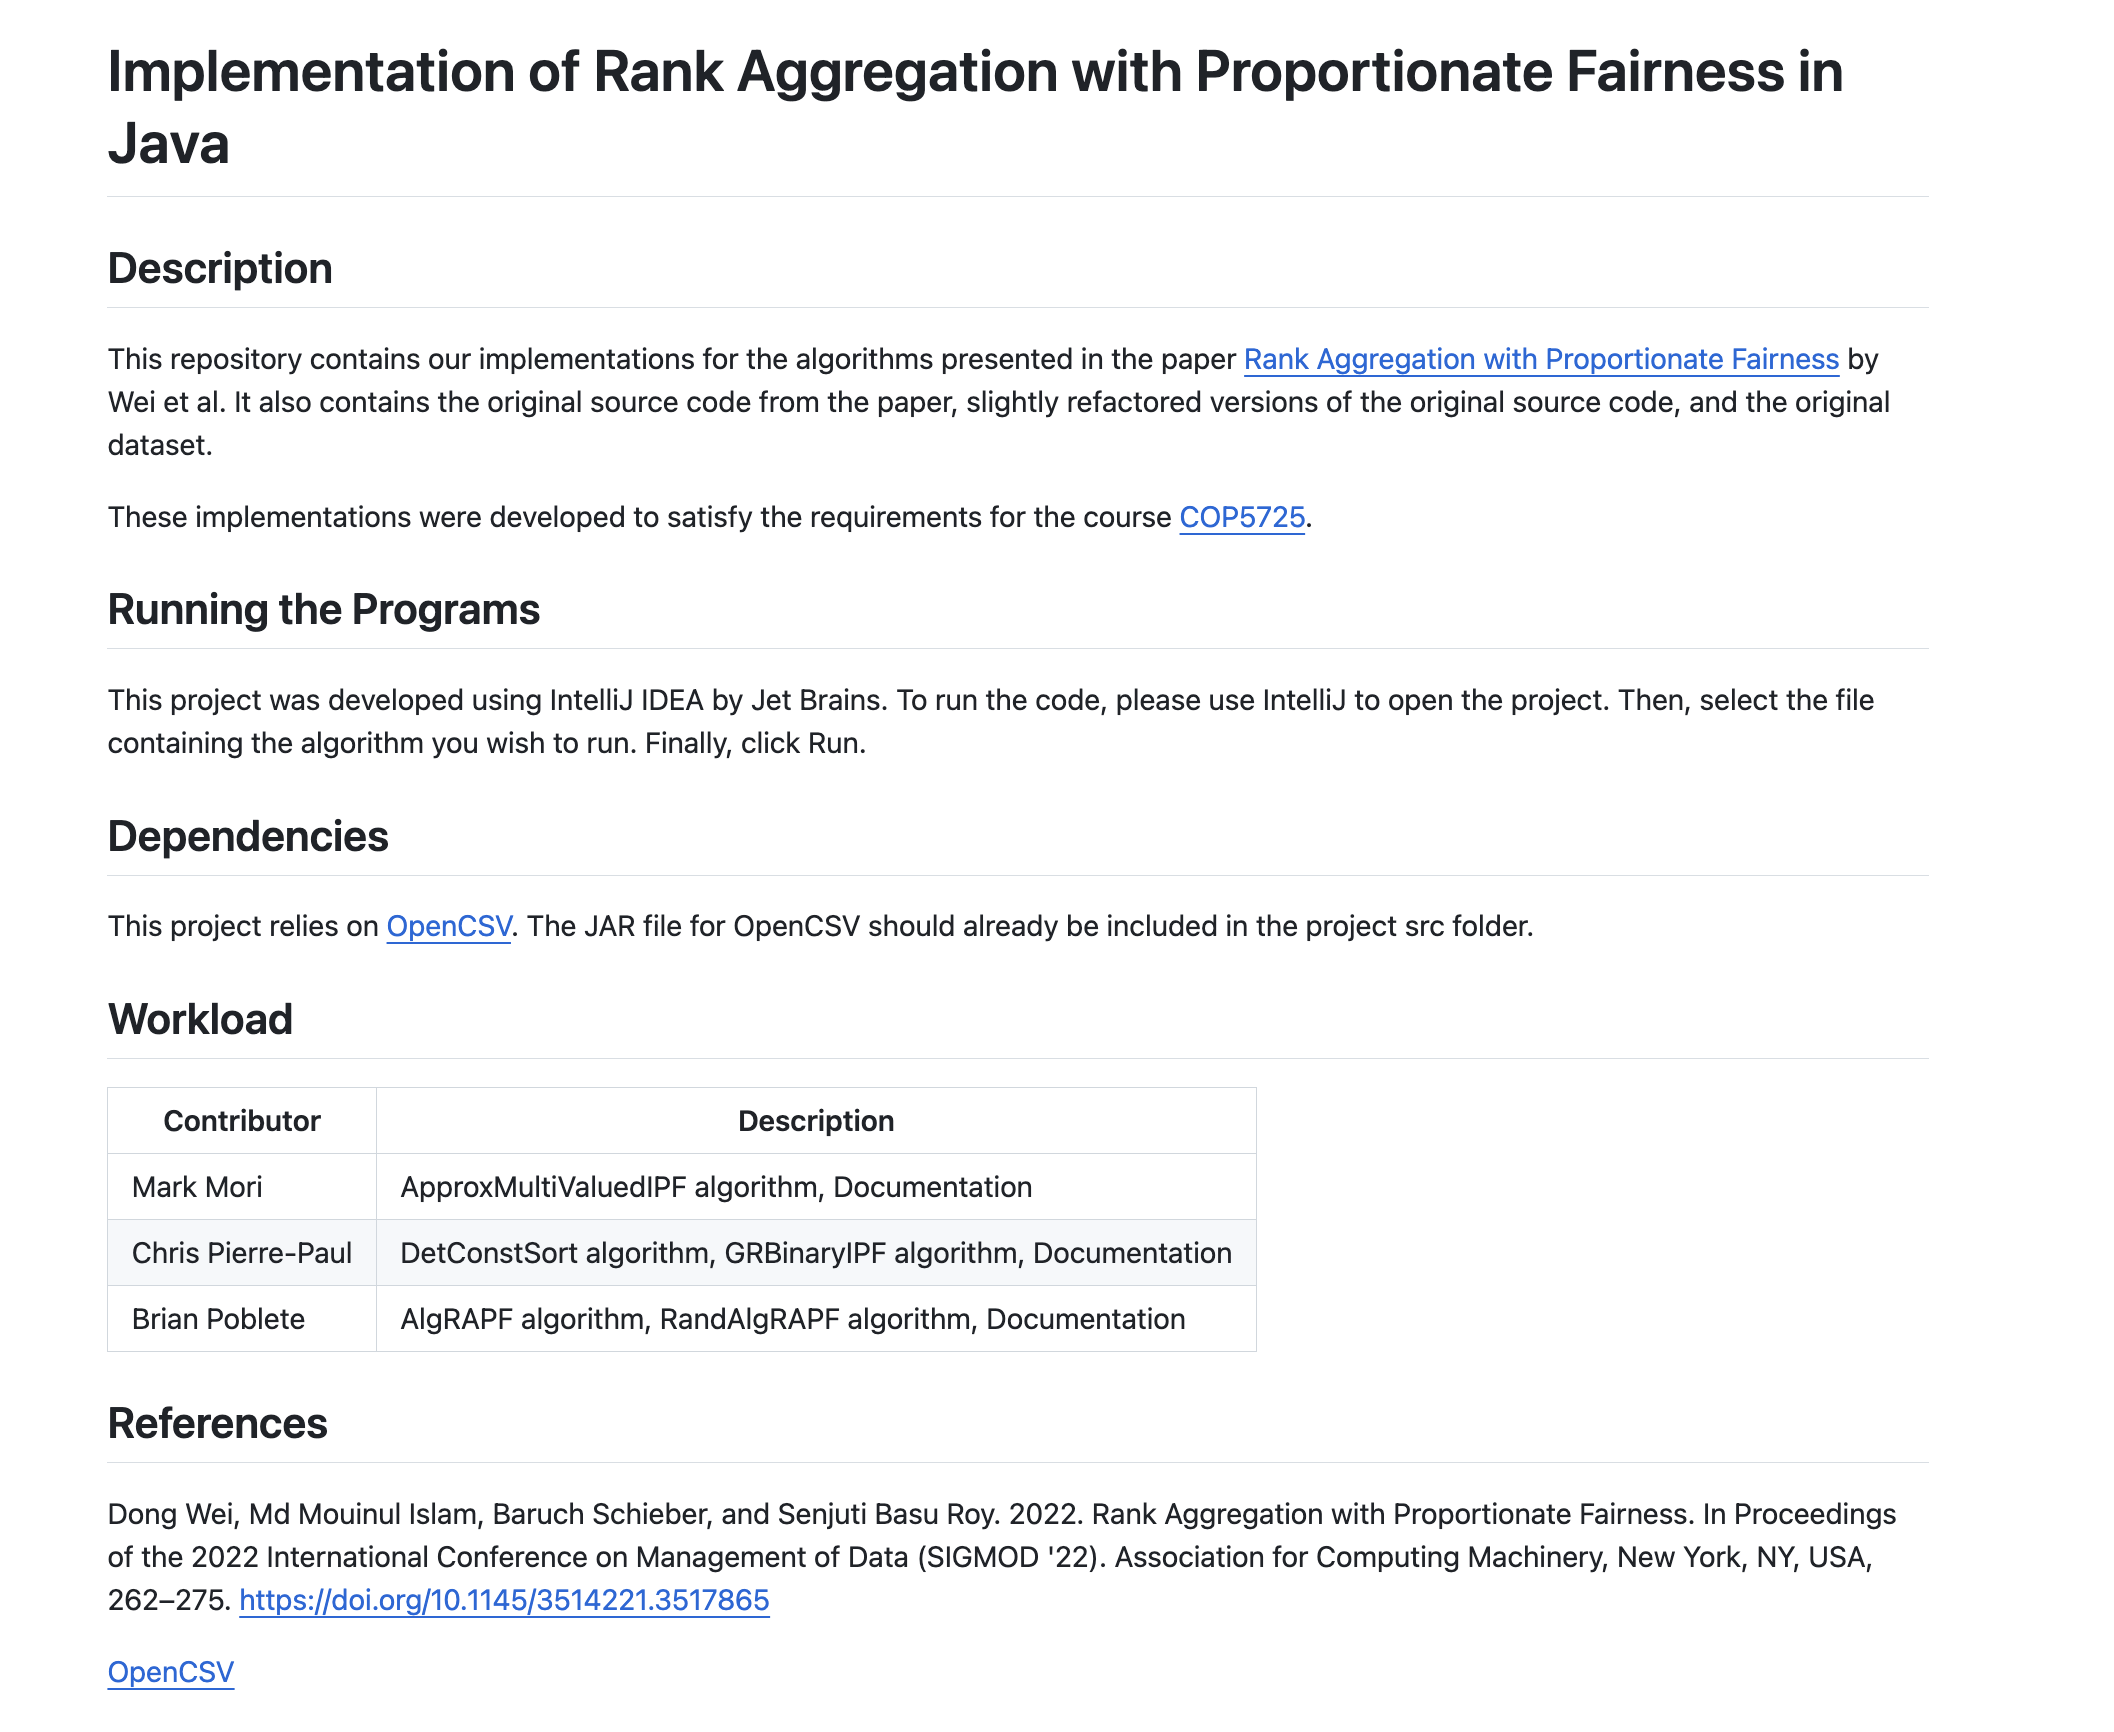 Implementation of Rank Aggregation with Proportionate Fairness in
Java
Description
This repository contains our implementations for the algorithms presented in the paper Rank Aggregation with Proportionate Fairness by
Wei et al. It also contains the original source code from the paper, slightly refactored versions of the original source code, and the original
dataset.
These implementations were developed to satisfy the requirements for the course COP5725.
Running the Programs
This project was developed using IntelliJ IDEA by Jet Brains. To run the code, please use IntelliJ to open the project. Then, select the file
containing the algorithm you wish to run. Finally, click Run.
Dependencies
This project relies on OpenCSV. The JAR file for OpenCSV should already be included in the project src folder.
Workload
Contributor Description
Mark Mori ApproxMultiValuedIPF algorithm, Documentation
Chris Pierre-Paul DetConstSort algorithm, GRBinaryIPF algorithm, Documentation
Brian Poblete AlgRAPF algorithm, RandAlgRAPF algorithm, Documentation
References
Dong Wei, Md Mouinul Islam, Baruch Schieber, and Senjuti Basu Roy. 2022. Rank Aggregation with Proportionate Fairness. In Proceedings
of the 2022 International Conference on Management of Data (SIGMOD '22). Association for Computing Machinery, New York, NY, USA,
262–275. https://doi.org/10.1145/3514221.3517865
OpenCSV